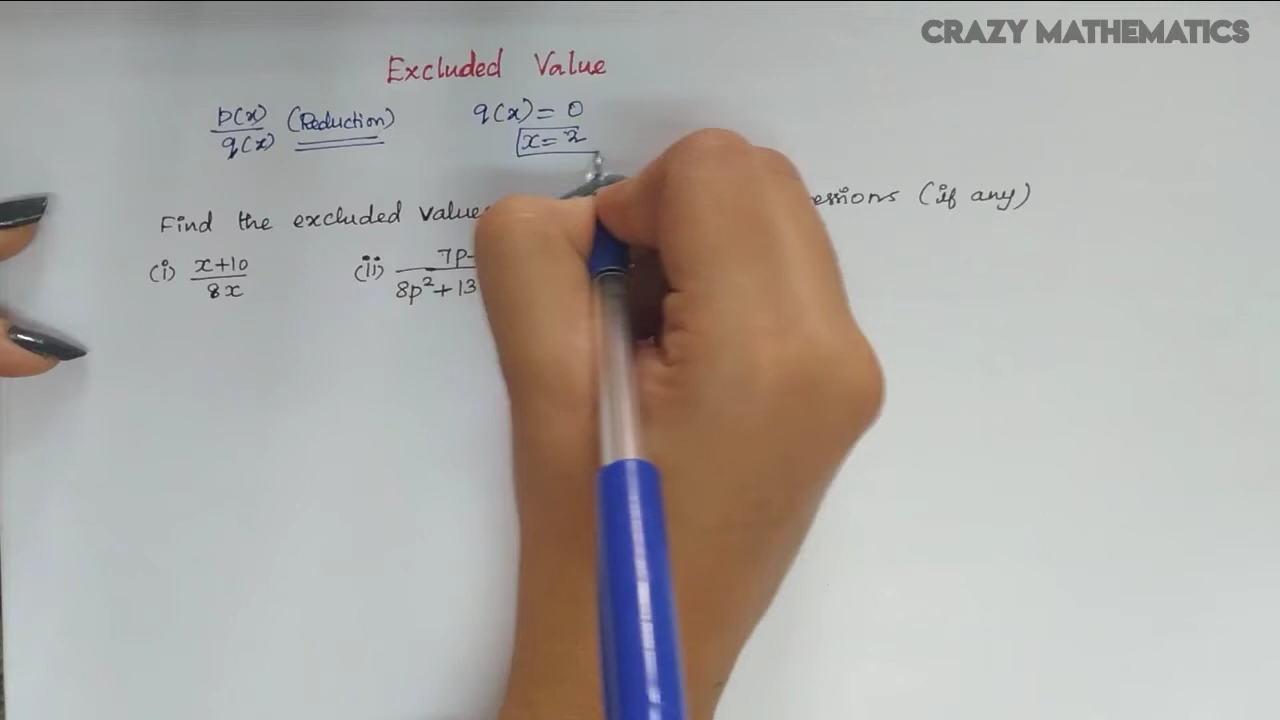 CRAZY MATHEMATICS
Excluded Value
p(x)/q(x) (Reduction) q(x) = 0
x = 2
Find the excluded value essions (if any)
(i) x+10/8x (ii) 7p-/8p²+13